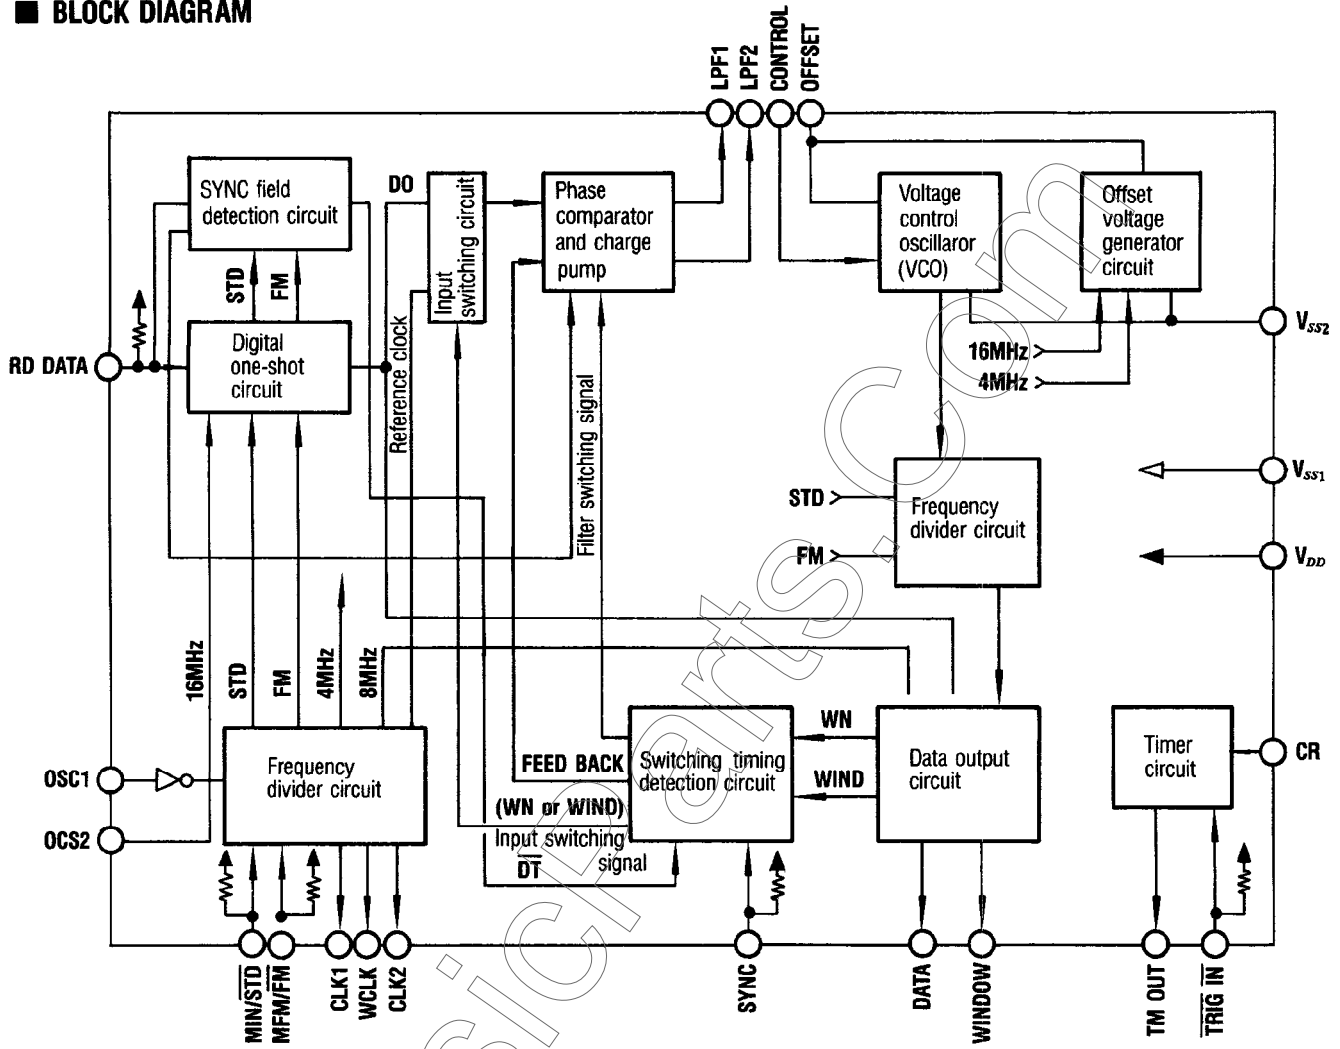 ■ BLOCK DIAGRAM
LPF1
LPF2
CONTROL
OFFSET
SYNC field
detection circuit
DO
Input
switching circuit
Phase
comparator
and charge
pump
Voltage
control
oscillaror
(VCO)
Offset
voltage
generator
circuit
STD
FM
VSS2
Digital
one-shot
circuit
RD DATA
Reference clock
Filter switching signal
16MHz
4MHz
VSS1
STD
FM
Frequency
divider circuit
VDD
16MHz
STD
FM
4MHz
8MHz
OSC1
OCS2
Frequency
divider circuit
FEED BACK
(WN or WIND)
Input switching
signal
DT
Switching timing
detection circuit
WN
WIND
Data output
circuit
Timer
circuit
CR
MIN/STD
MFM/FM
CLK1
WCLK
CLK2
SYNC
DATA
WINDOW
TM OUT
TRIG IN
sicParts.Com